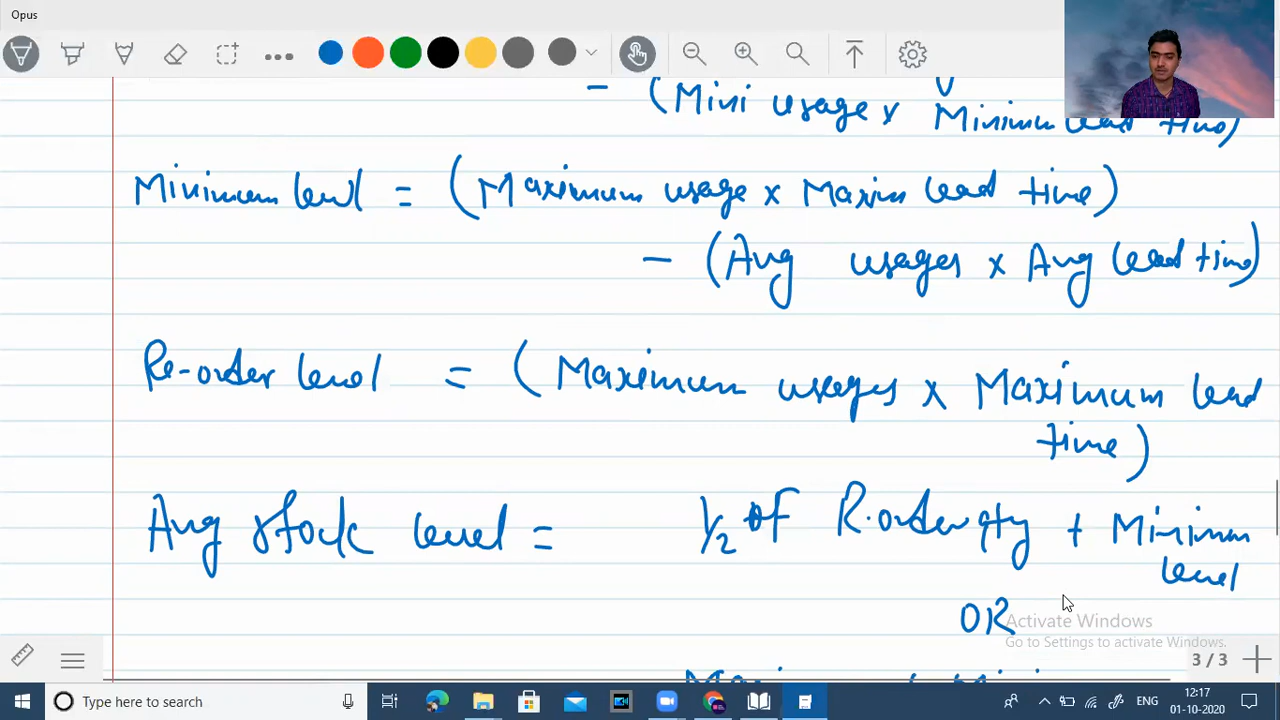 Opus
- (Mini usage x Minimum lead time)
Minimum level = (Maximum usage x Maxim lead time)
- (Avg usages x Avg lead time)
Re-order level = (Maximum usages x Maximum lead
time)
Avg stock level = 1/2 of R.order qty + Minimum
level
OR
Activate Windows
Go to Settings to activate Windows.
3 / 3
Type here to search
ENG
12:17
01-10-2020